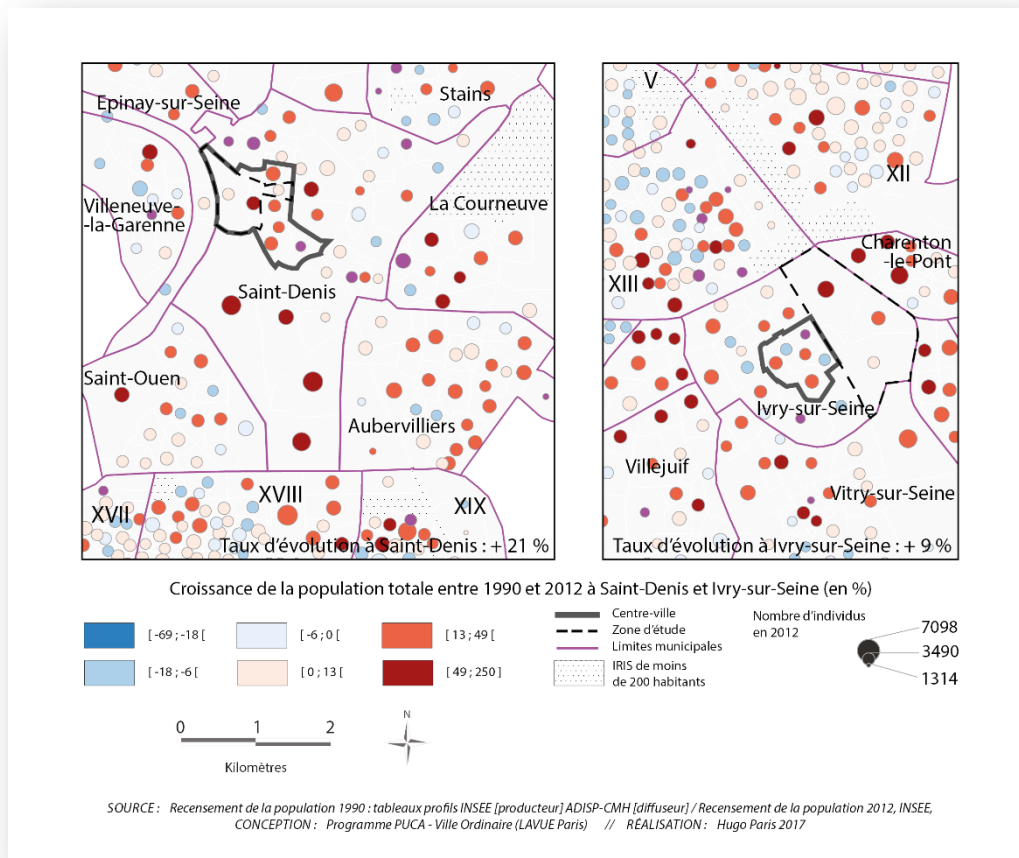 Epinay-sur-Seine
Stains
Villeneuve-
-la-Garenne
La Courneuve
Saint-Denis
Saint-Ouen
Aubervilliers
XVII
XVIII
XIX
Taux d'évolution à Saint-Denis : + 21 %
V
XII
Charenton
-le-Pont
XIII
Ivry-sur-Seine
Villejuif
Vitry-sur-Seine
Taux d'évolution à Ivry-sur-Seine : + 9 %
Croissance de la population totale entre 1990 et 2012 à Saint-Denis et Ivry-sur-Seine (en %)
[ -69 ; -18 [
[ -6 ; 0 [
[ 13 ; 49 [
[ -18 ; -6 [
[ 0 ; 13 [
[ 49 ; 250 ]
Centre-ville
Zone d'étude
Limites municipales
IRIS de moins
de 200 habitants
Nombre d'individus
en 2012
7098
3490
1314
0 1 2
Kilomètres
N
SOURCE : Recensement de la population 1990 : tableaux profils INSEE [producteur] ADISP-CMH [diffuseur] / Recensement de la population 2012, INSEE,
CONCEPTION : Programme PUCA - Ville Ordinaire (LAVUE Paris) // RÉALISATION : Hugo Paris 2017